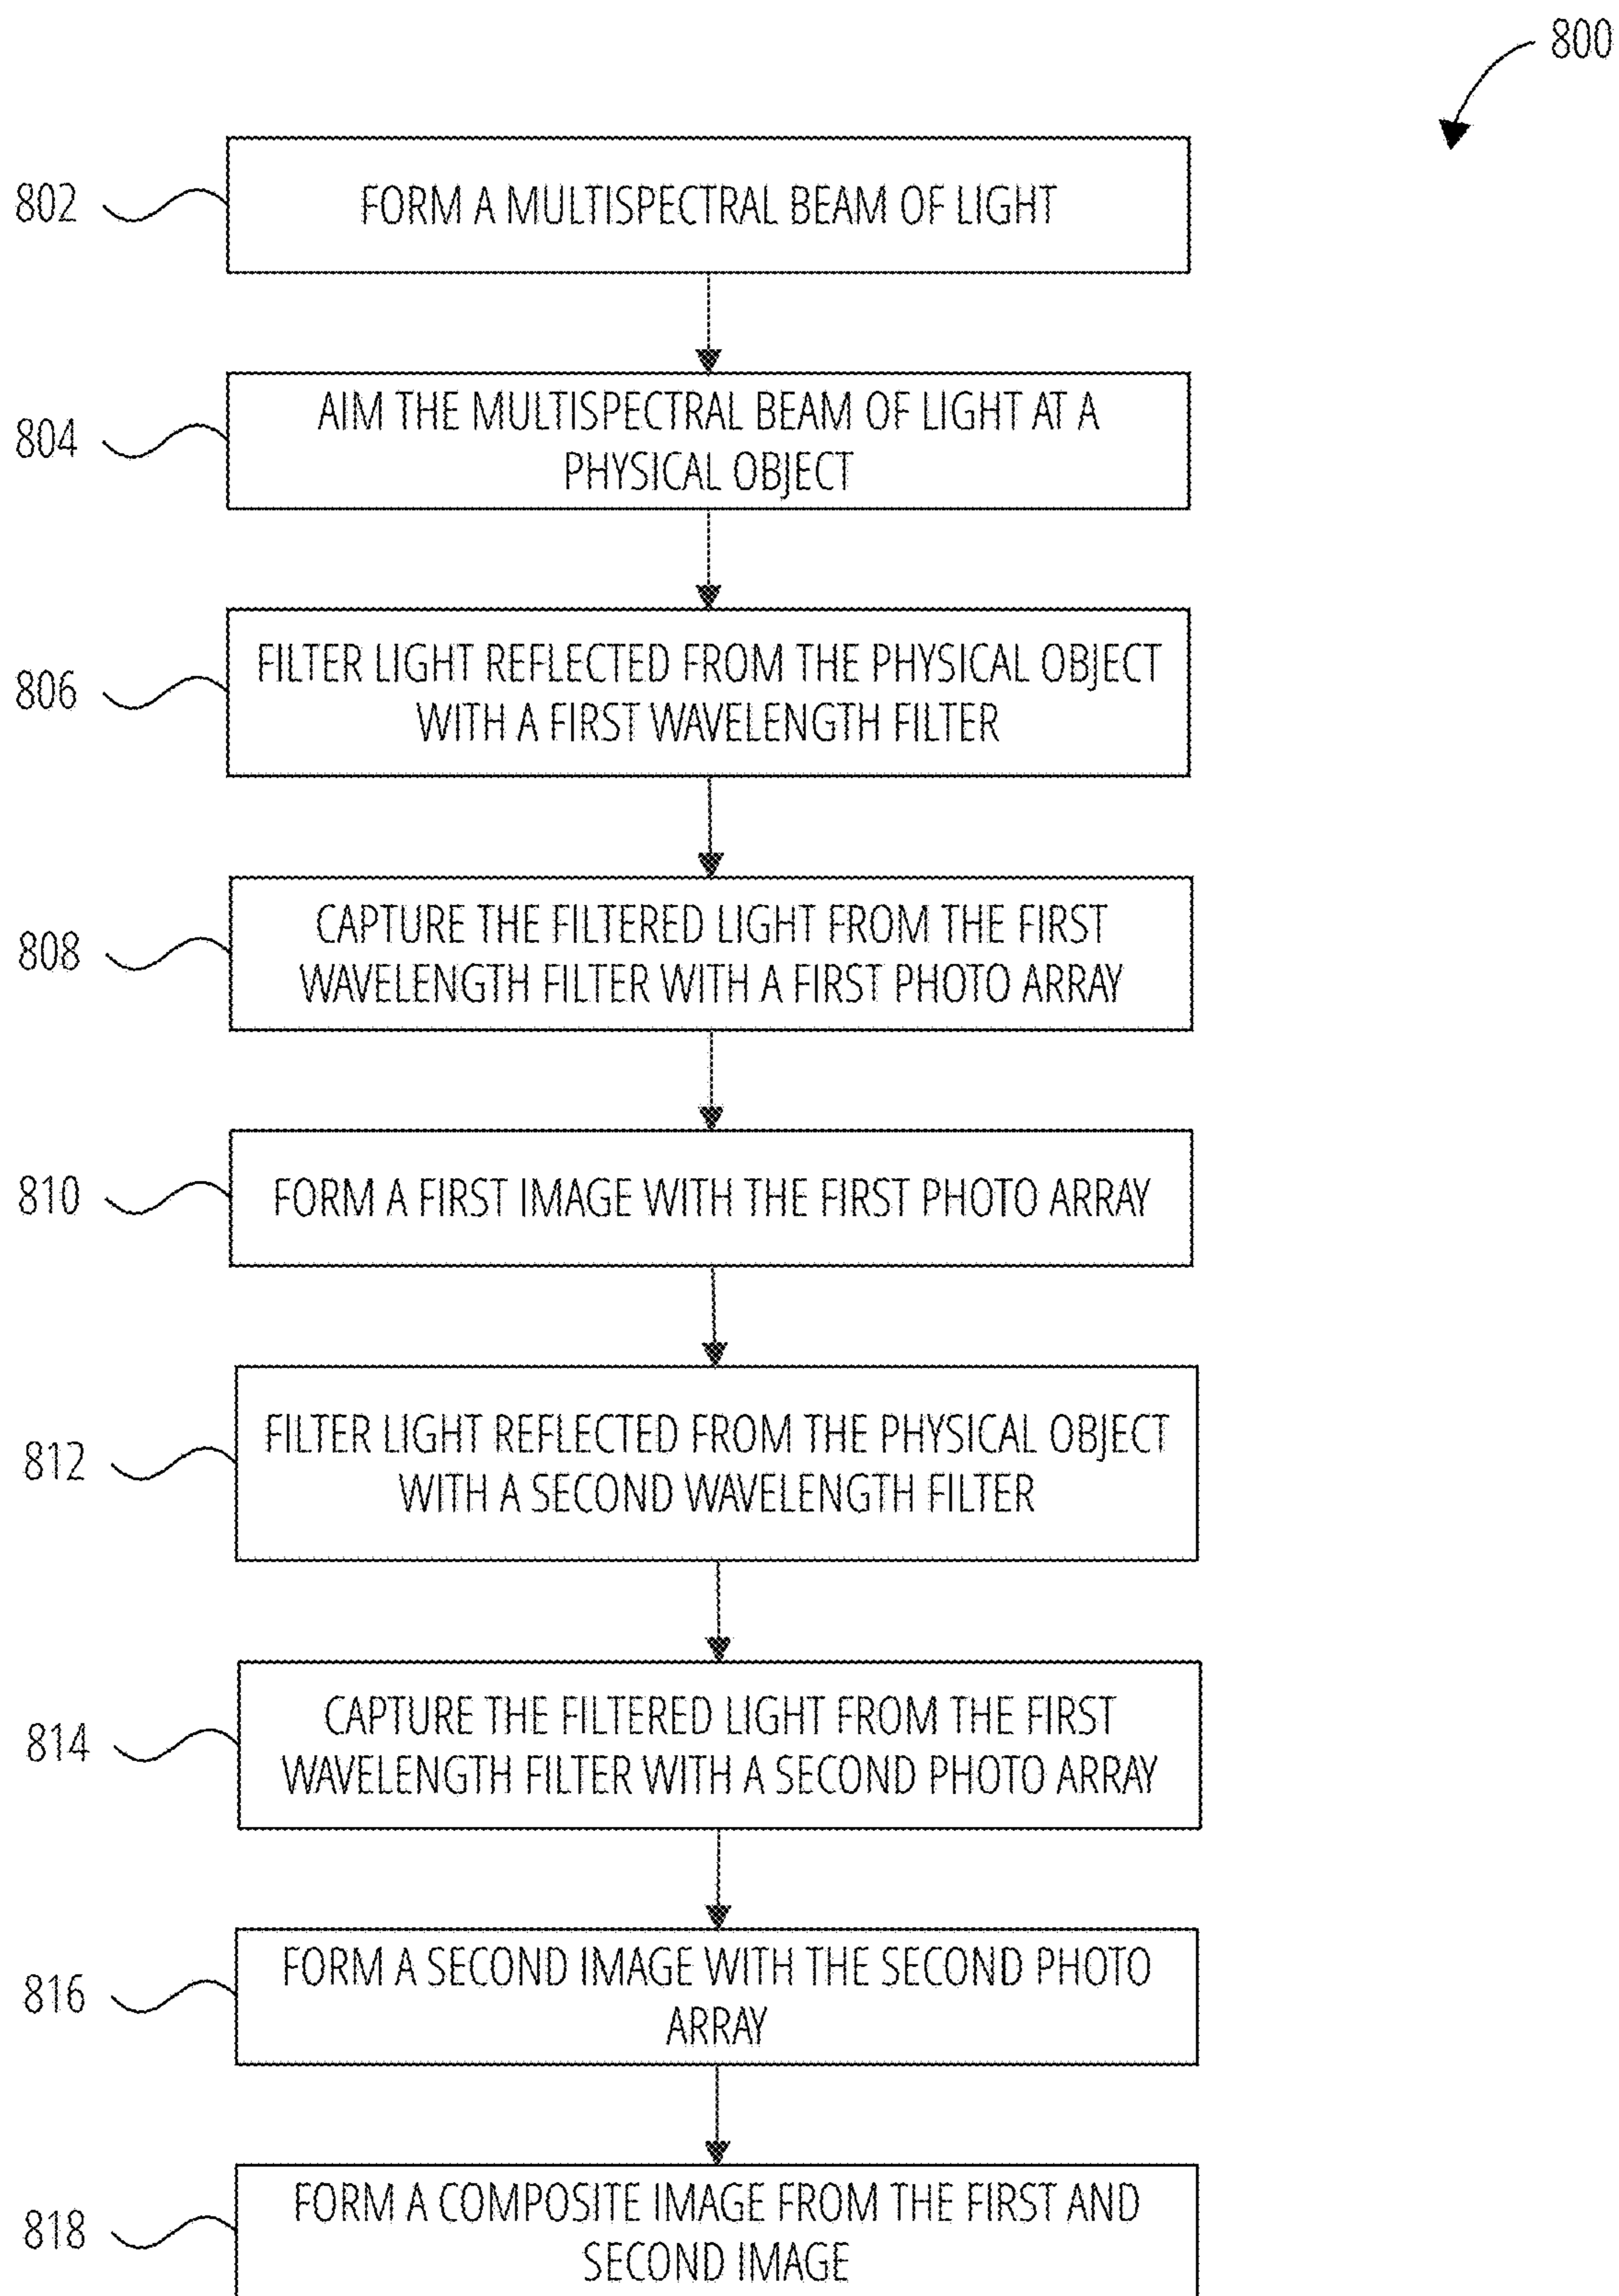 800
802
FORM A MULTISPECTRAL BEAM OF LIGHT
804
AIM THE MULTISPECTRAL BEAM OF LIGHT AT A
PHYSICAL OBJECT
806
FILTER LIGHT REFLECTED FROM THE PHYSICAL OBJECT
WITH A FIRST WAVELENGTH FILTER
808
CAPTURE THE FILTERED LIGHT FROM THE FIRST
WAVELENGTH FILTER WITH A FIRST PHOTO ARRAY
810
FORM A FIRST IMAGE WITH THE FIRST PHOTO ARRAY
812
FILTER LIGHT REFLECTED FROM THE PHYSICAL OBJECT
WITH A SECOND WAVELENGTH FILTER
814
CAPTURE THE FILTERED LIGHT FROM THE FIRST
WAVELENGTH FILTER WITH A SECOND PHOTO ARRAY
816
FORM A SECOND IMAGE WITH THE SECOND PHOTO
ARRAY
818
FORM A COMPOSITE IMAGE FROM THE FIRST AND
SECOND IMAGE